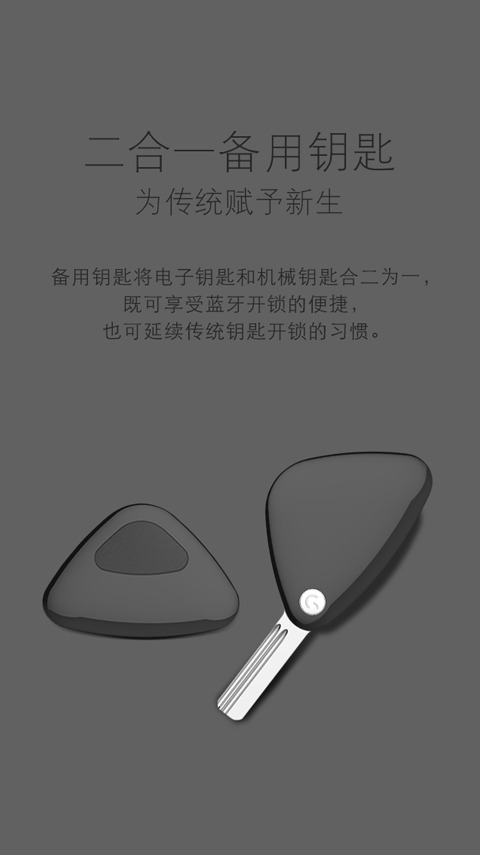 二合一备用钥匙
为传统赋予新生
备用钥匙将电子钥匙和机械钥匙合二为一，
既可享受蓝牙开锁的便捷，
也可延续传统钥匙开锁的习惯。